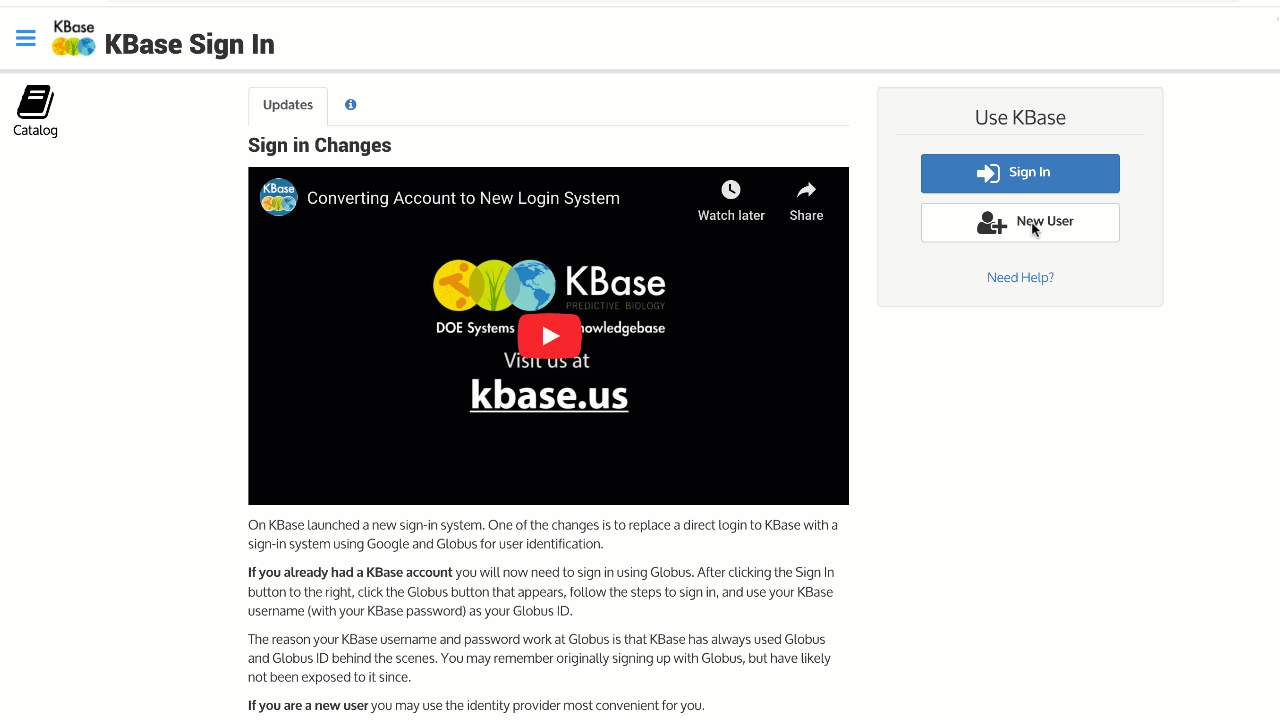 KBase
KBase Sign In
Catalog
Updates
Sign in Changes
KBase
Converting Account to New Login System
Watch later
Share
KBase
PREDICTIVE BIOLOGY
DOE Systems nowledgebase
Visit us at
kbase.us
On KBase launched a new sign-in system. One of the changes is to replace a direct login to KBase with a
sign-in system using Google and Globus for user identification.
If you already had a KBase account you will now need to sign in using Globus. After clicking the Sign In
button to the right, click the Globus button that appears, follow the steps to sign in, and use your KBase
username (with your KBase password) as your Globus ID.
The reason your KBase username and password work at Globus is that KBase has always used Globus
and Globus ID behind the scenes. You may remember originally signing up with Globus, but have likely
not been exposed to it since.
If you are a new user you may use the identity provider most convenient for you.
Use KBase
Sign In
New User
Need Help?